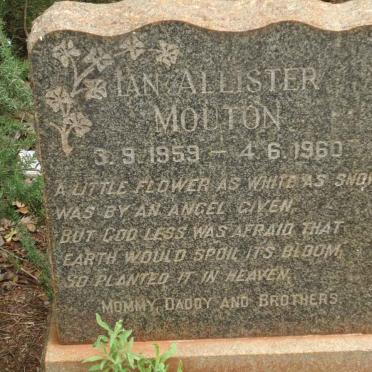 IAN ALLISTER
MOUTON
3.9.1959 – 4.6.1960
A LITTLE FLOWER AS WHITE AS SNOW
WAS BY AN ANGEL GIVEN,
BUT GOD LESS WAS AFRAID THAT
EARTH WOULD SPOIL ITS BLOOM,
SO PLANTED IT IN HEAVEN.
MOMMY, DADDY AND BROTHERS.